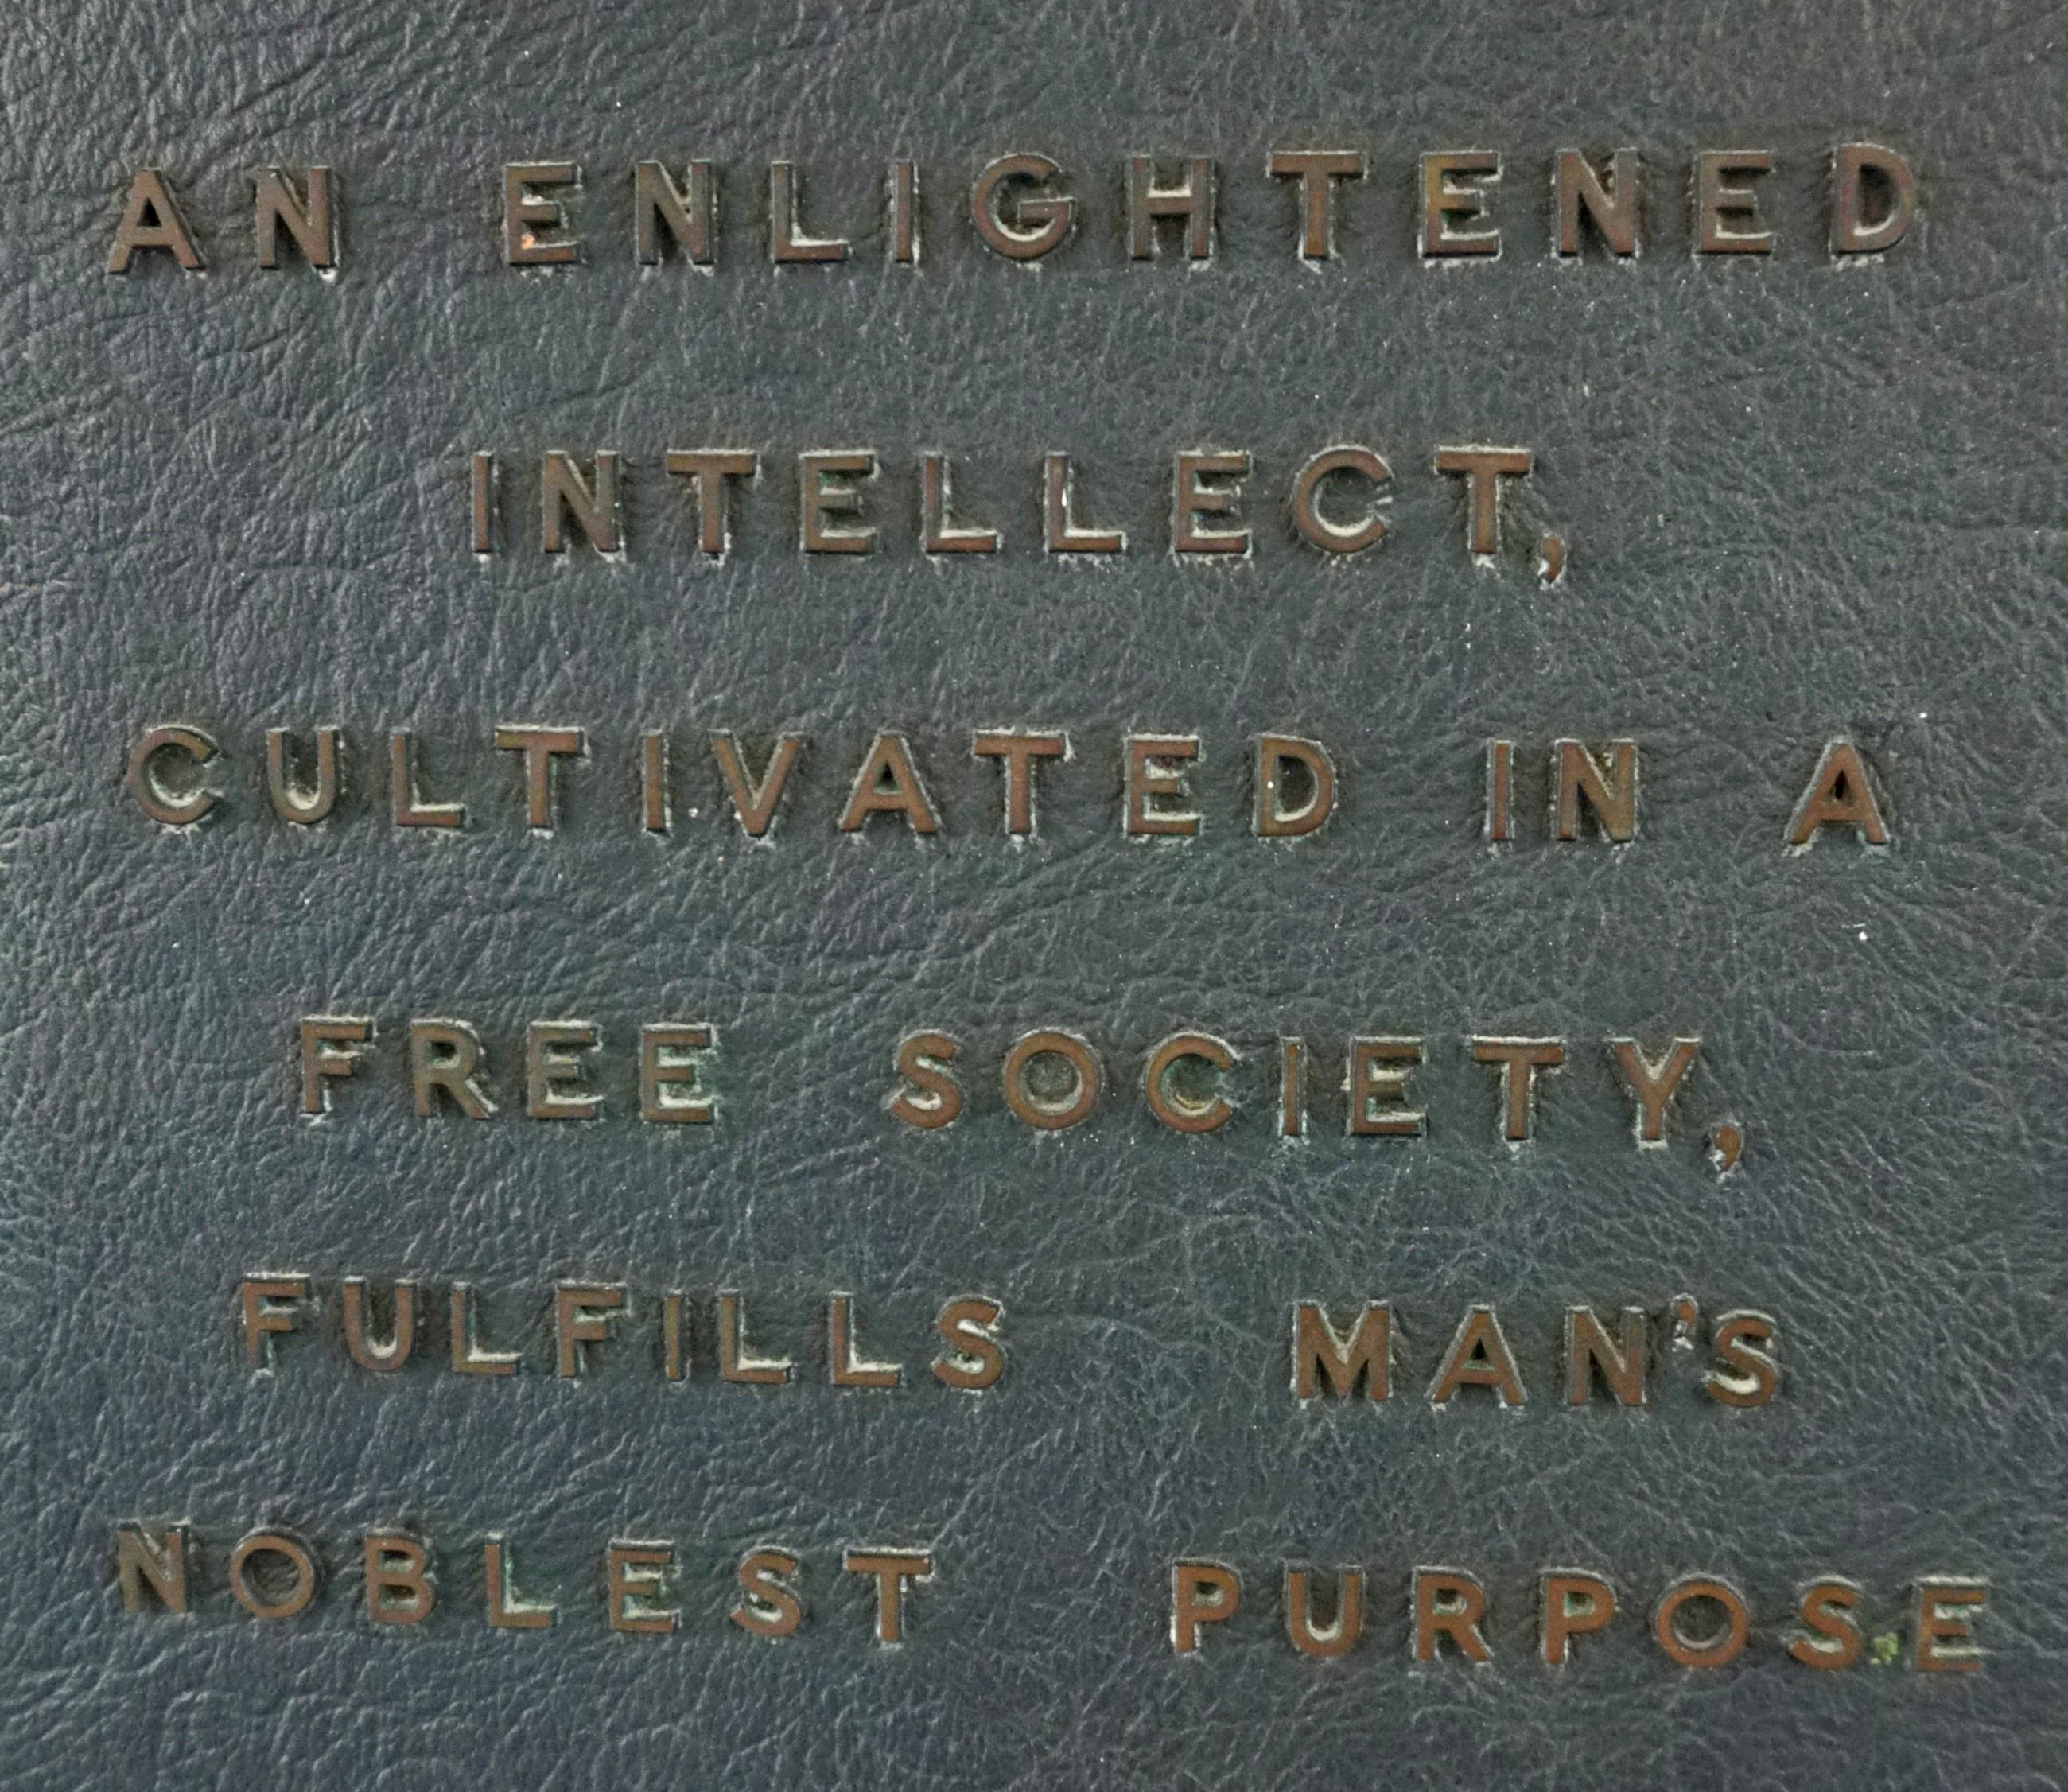 AN ENLIGHTENED
INTELLECT,
CULTIVATED IN A
FREE SOCIETY,
FULFILLS MAN'S
NOBLEST PURPOSE